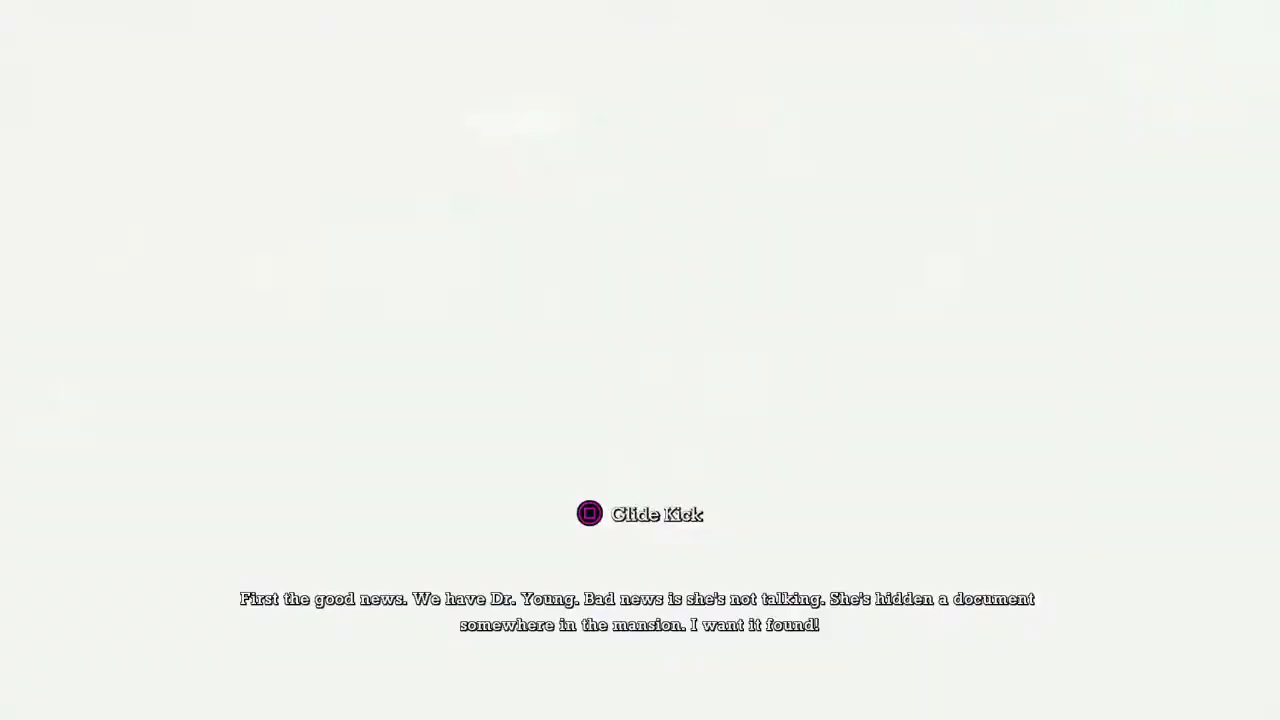 Glide Kick
First the good news. We have Dr. Young. Bad news is she's not talking. She's hidden a document
somewhere in the mansion. I want it found!